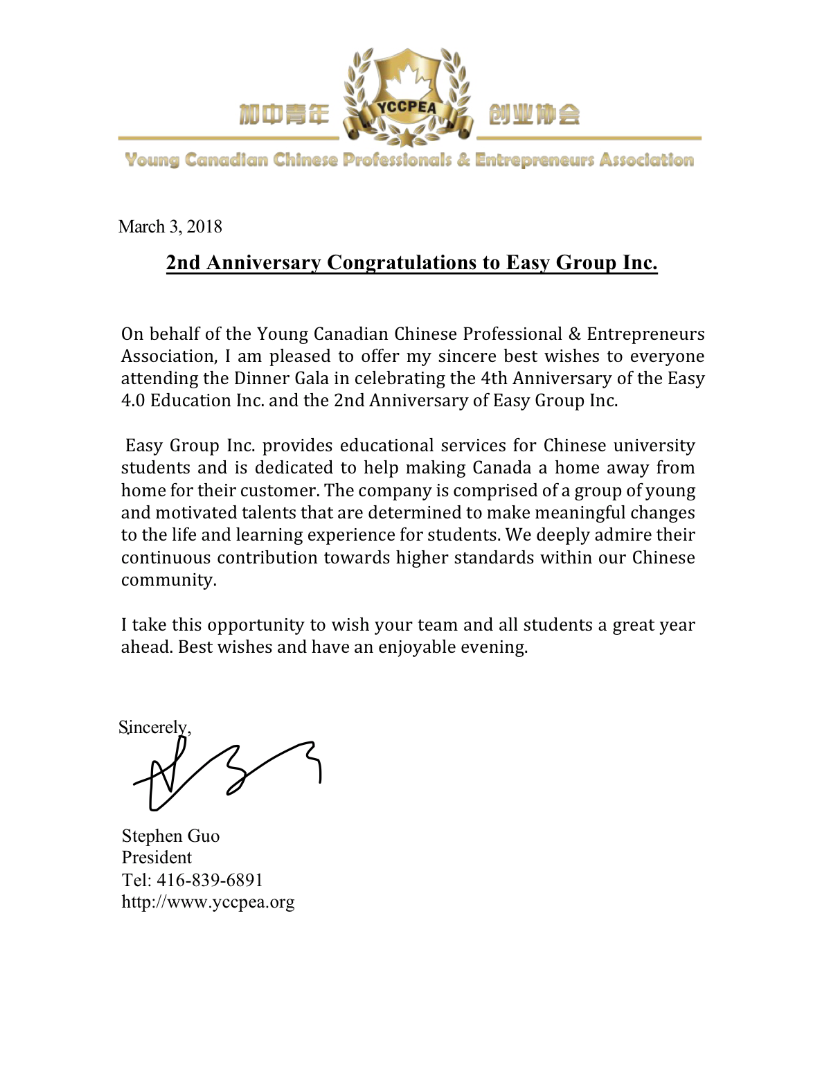 加中青年 YCCPEA 创业协会
Young Canadian Chinese Professionals & Entrepreneurs Association
March 3, 2018
2nd Anniversary Congratulations to Easy Group Inc.
On behalf of the Young Canadian Chinese Professional & Entrepreneurs
Association, I am pleased to offer my sincere best wishes to everyone
attending the Dinner Gala in celebrating the 4th Anniversary of the Easy
4.0 Education Inc. and the 2nd Anniversary of Easy Group Inc.
Easy Group Inc. provides educational services for Chinese university
students and is dedicated to help making Canada a home away from
home for their customer. The company is comprised of a group of young
and motivated talents that are determined to make meaningful changes
to the life and learning experience for students. We deeply admire their
continuous contribution towards higher standards within our Chinese
community.
I take this opportunity to wish your team and all students a great year
ahead. Best wishes and have an enjoyable evening.
Sincerely,
Stephen Guo
President
Tel: 416-839-6891
http://www.yccpea.org